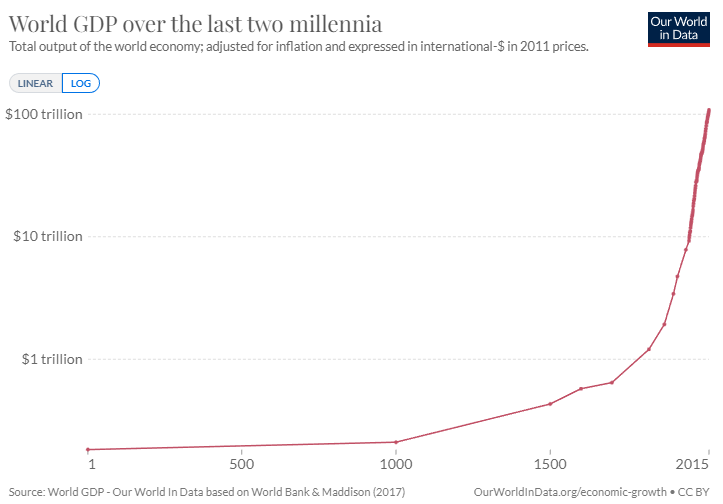 World GDP over the last two millennia
Total output of the world economy; adjusted for inflation and expressed in international-$ in 2011 prices.
Our World
in Data
LINEAR LOG
$100 trillion
$10 trillion
$1 trillion
1 500 1000 1500 2015
Source: World GDP - Our World In Data based on World Bank & Maddison (2017)
OurWorldInData.org/economic-growth • CC BY